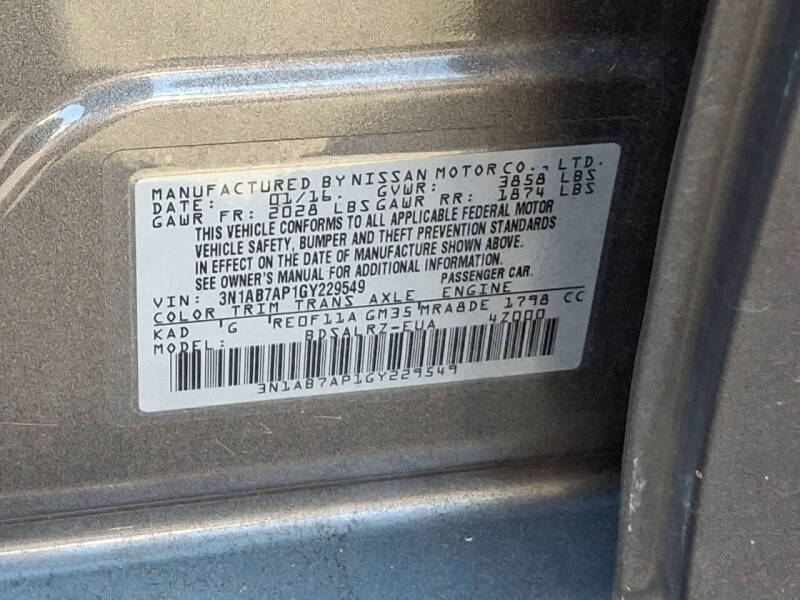 MANUFACTURED BY NISSAN MOTOR CO., LTD.
DATE: 01/16. GVWR: 3858 LBS
GAWR FR: 2028 LBS GAWR RR: 1874 LBS
THIS VEHICLE CONFORMS TO ALL APPLICABLE FEDERAL MOTOR
VEHICLE SAFETY, BUMPER AND THEFT PREVENTION STANDARDS
IN EFFECT ON THE DATE OF MANUFACTURE SHOWN ABOVE.
SEE OWNER'S MANUAL FOR ADDITIONAL INFORMATION.
VIN: 3N1AB7AP1GY229549 PASSENGER CAR.
COLOR TRIM TRANS AXLE ENGINE
KAD G RE0F11A GM35 MRA8DE 1798 CC
MODEL: BDSALRZ-EUA 4Z000
3N1AB7AP1GY229549